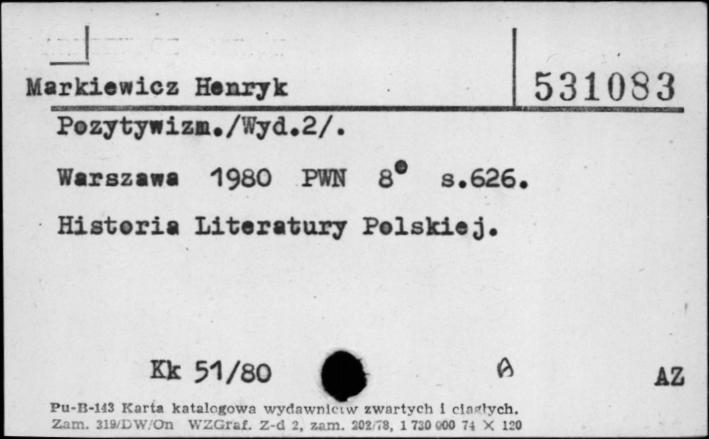 Markiewicz Henryk 531083
Pozytywizm./Wyd.2/.
Warszawa 1980 PWN 8° s.626.
Historia Literatury Polskiej.
Kk 51/80 AZ
Pu-B-143 Karta katalogowa wydawnictw zwartych i ciągłych.
Zam. 319/DW/On WZGraf. Z-d 2, zam. 202/78, 1 730 000 74 X 120